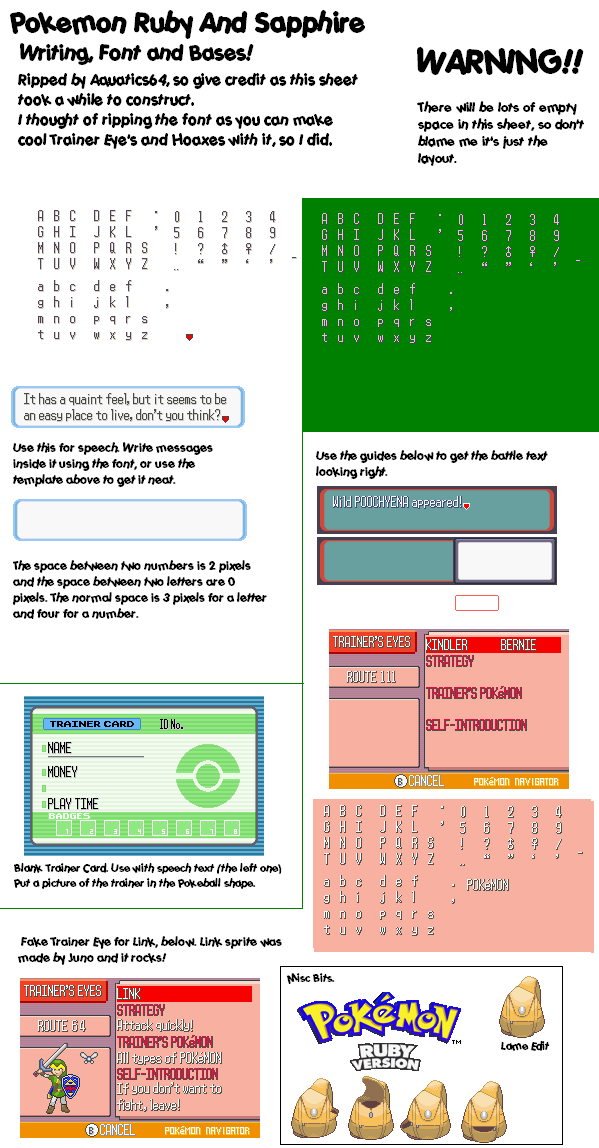 Pokemon Ruby And Sapphire
Writing, Font and Bases!
Ripped by Aquatics64, so give credit as this sheet
took a while to construct.
I thought of ripping the font as you can make
cool Trainer Eye's and Hoaxes with it, so I did.
WARNING!!
There will be lots of empty
space in this sheet, so don't
blame me it's just the
layout.
A B C D E F · 0 1 2 3 4
G H I J K L ’ 5 6 7 8 9
M N O P Q R S ! ? ♂ ♀ /
T U V W X Y Z .. “ ” ‘ ’ -
a b c d e f .
g h i j k l ,
m n o p q r s
t u v w x y z
A B C D E F · 0 1 2 3 4
G H I J K L ’ 5 6 7 8 9
M N O P Q R S ! ? ♂ ♀ /
T U V W X Y Z .. “ ” ‘ ’ -
a b c d e f .
g h i j k l ,
m n o p q r s
t u v w x y z
It has a quaint feel, but it seems to be
an easy place to live, don't you think?
Use this for speech. Write messages
inside it using the font, or use the
template above to get it neat.
The space between two numbers is 2 pixels
and the space between two letters are 0
pixels. The normal space is 3 pixels for a letter
and four for a number.
Use the guides below to get the battle text
looking right.
Wild POOCHYENA appeared!
TRAINER'S EYES
ROUTE 111
KINDLER BERNIE
STRATEGY
TRAINER'S POKéMON
SELF-INTRODUCTION
B CANCEL
POKéMON NAVIGATOR
TRAINER CARD
ID No.
NAME
MONEY
PLAY TIME
BADGES
1 2 3 4 5 6 7 8
Blank Trainer Card. Use with speech text (the left one)
Put a picture of the trainer in the Pokeball shape.
A B C D E F · 0 1 2 3 4
G H I J K L ’ 5 6 7 8 9
M N O P Q R S ! ? ♂ ♀ /
T U V W X Y Z .. “ ” ‘ ’ -
a b c d e f . POKéMON
g h i j k l ,
m n o p q r s
t u v w x y z
Fake Trainer Eye for Link, below. Link sprite was
made by Juno and it rocks!
TRAINER'S EYES
ROUTE 64
LINK
STRATEGY
Attack quickly!
TRAINER'S POKéMON
All types of POKéMON
SELF-INTRODUCTION
If you don't want to
fight, leave!
B CANCEL
POKéMON NAVIGATOR
Misc Bits.
POKéMON™
RUBY
VERSION
Lame Edit